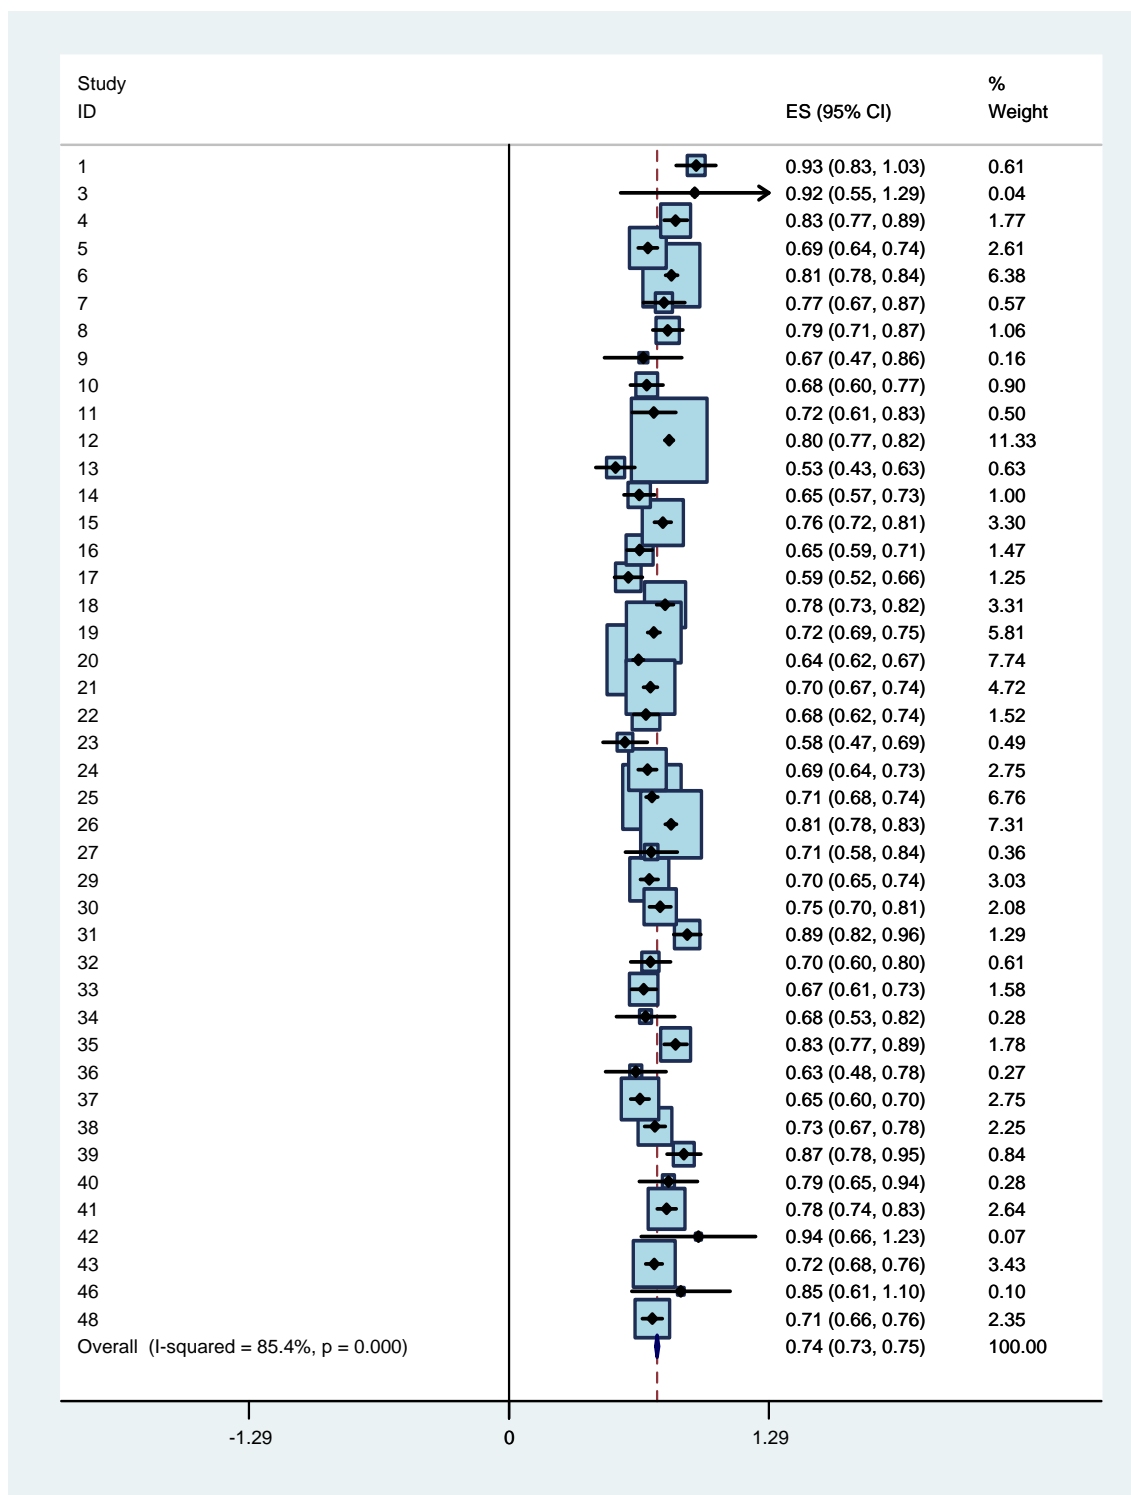 Study %
ID ES (95% CI) Weight
1 0.93 (0.83, 1.03) 0.61
3 0.92 (0.55, 1.29) 0.04
4 0.83 (0.77, 0.89) 1.77
5 0.69 (0.64, 0.74) 2.61
6 0.81 (0.78, 0.84) 6.38
7 0.77 (0.67, 0.87) 0.57
8 0.79 (0.71, 0.87) 1.06
9 0.67 (0.47, 0.86) 0.16
10 0.68 (0.60, 0.77) 0.90
11 0.72 (0.61, 0.83) 0.50
12 0.80 (0.77, 0.82) 11.33
13 0.53 (0.43, 0.63) 0.63
14 0.65 (0.57, 0.73) 1.00
15 0.76 (0.72, 0.81) 3.30
16 0.65 (0.59, 0.71) 1.47
17 0.59 (0.52, 0.66) 1.25
18 0.78 (0.73, 0.82) 3.31
19 0.72 (0.69, 0.75) 5.81
20 0.64 (0.62, 0.67) 7.74
21 0.70 (0.67, 0.74) 4.72
22 0.68 (0.62, 0.74) 1.52
23 0.58 (0.47, 0.69) 0.49
24 0.69 (0.64, 0.73) 2.75
25 0.71 (0.68, 0.74) 6.76
26 0.81 (0.78, 0.83) 7.31
27 0.71 (0.58, 0.84) 0.36
29 0.70 (0.65, 0.74) 3.03
30 0.75 (0.70, 0.81) 2.08
31 0.89 (0.82, 0.96) 1.29
32 0.70 (0.60, 0.80) 0.61
33 0.67 (0.61, 0.73) 1.58
34 0.68 (0.53, 0.82) 0.28
35 0.83 (0.77, 0.89) 1.78
36 0.63 (0.48, 0.78) 0.27
37 0.65 (0.60, 0.70) 2.75
38 0.73 (0.67, 0.78) 2.25
39 0.87 (0.78, 0.95) 0.84
40 0.79 (0.65, 0.94) 0.28
41 0.78 (0.74, 0.83) 2.64
42 0.94 (0.66, 1.23) 0.07
43 0.72 (0.68, 0.76) 3.43
46 0.85 (0.61, 1.10) 0.10
48 0.71 (0.66, 0.76) 2.35
Overall (I-squared = 85.4%, p = 0.000) 0.74 (0.73, 0.75) 100.00
-1.29 0 1.29